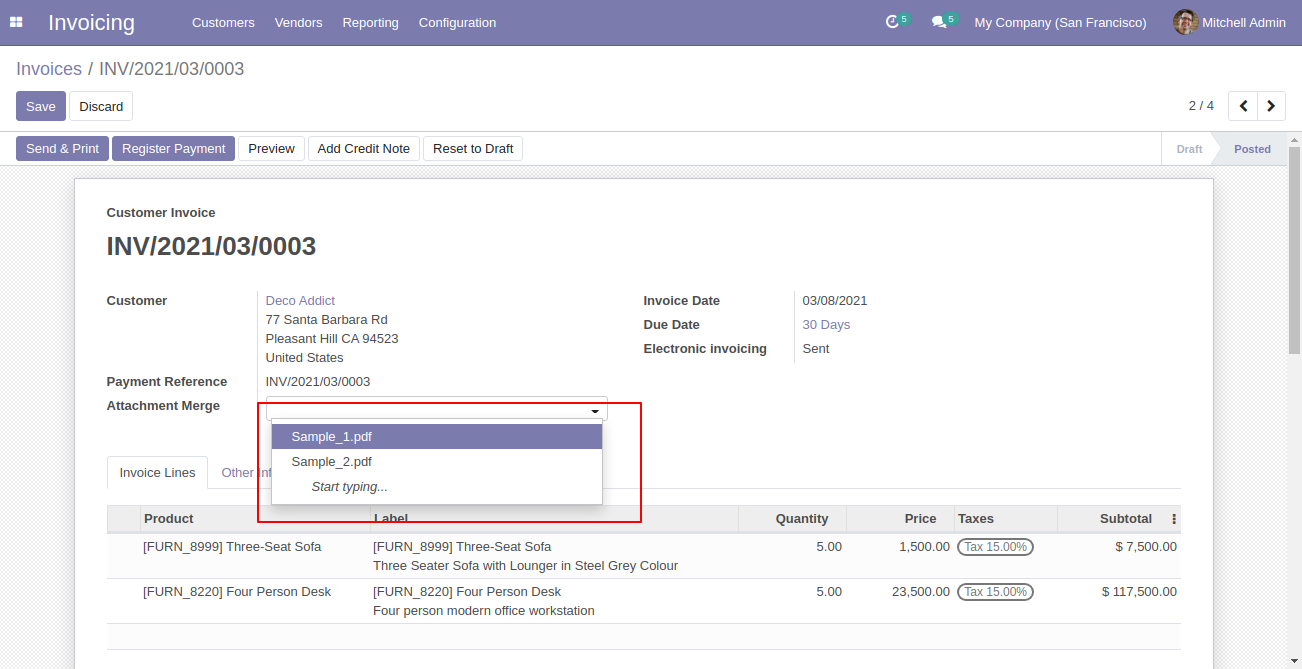 Invoicing Customers Vendors Reporting Configuration 5 5 My Company (San Francisco) Mitchell Admin
Invoices / INV/2021/03/0003
Save Discard 2 / 4
Send & Print Register Payment Preview Add Credit Note Reset to Draft Draft Posted
Customer Invoice
INV/2021/03/0003
Customer Deco Addict Invoice Date 03/08/2021
77 Santa Barbara Rd
Due Date 30 Days
Pleasant Hill CA 94523
Electronic invoicing Sent
United States
Payment Reference INV/2021/03/0003
Attachment Merge
Sample_1.pdf
Sample_2.pdf
Invoice Lines Other Inf
Start typing...
Product Label Quantity Price Taxes Subtotal
[FURN_8999] Three-Seat Sofa [FURN_8999] Three-Seat Sofa 5.00 1,500.00 Tax 15.00% $ 7,500.00
Three Seater Sofa with Lounger in Steel Grey Colour
[FURN_8220] Four Person Desk [FURN_8220] Four Person Desk 5.00 23,500.00 Tax 15.00% $ 117,500.00
Four person modern office workstation